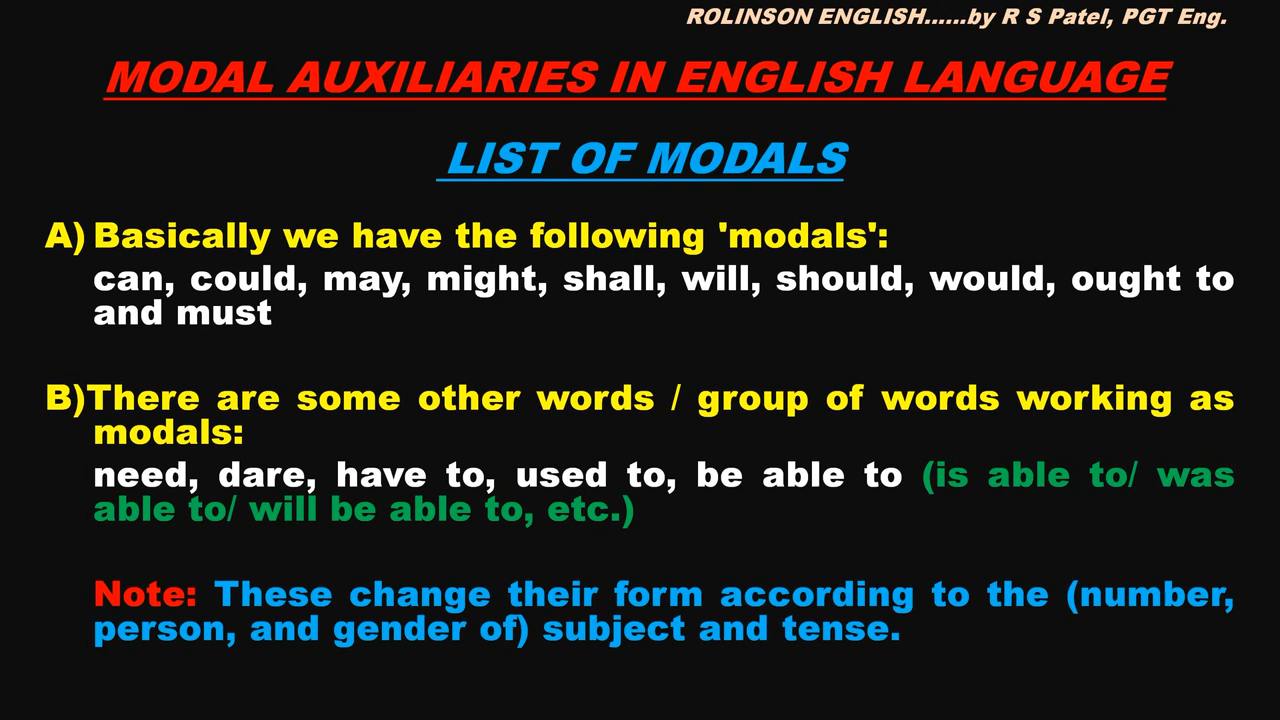 ROLINSON ENGLISH......by R S Patel, PGT Eng.
MODAL AUXILIARIES IN ENGLISH LANGUAGE
LIST OF MODALS
A) Basically we have the following 'modals':
can, could, may, might, shall, will, should, would, ought to
and must
B)There are some other words / group of words working as
modals:
need, dare, have to, used to, be able to (is able to/ was
able to/ will be able to, etc.)
Note: These change their form according to the (number,
person, and gender of) subject and tense.